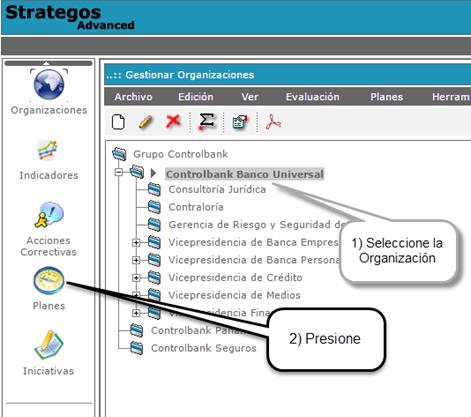 Strategos
Advanced
..:: Gestionar Organizaciones
Archivo Edición Ver Evaluación Planes Herram
Organizaciones
Indicadores
Acciones
Correctivas
Planes
Iniciativas
Grupo Controlbank
Controlbank Banco Universal
Consultoría Jurídica
Contraloría
Gerencia de Riesgo y Seguridad de
Vicepresidencia de Banca Empres
Vicepresidencia de Banca Persona
Vicepresidencia de Crédito
Vicepresidencia de Medios
Vicepresidencia Fina
Controlbank Pana
Controlbank Seguros
1) Seleccione la
Organización
2) Presione